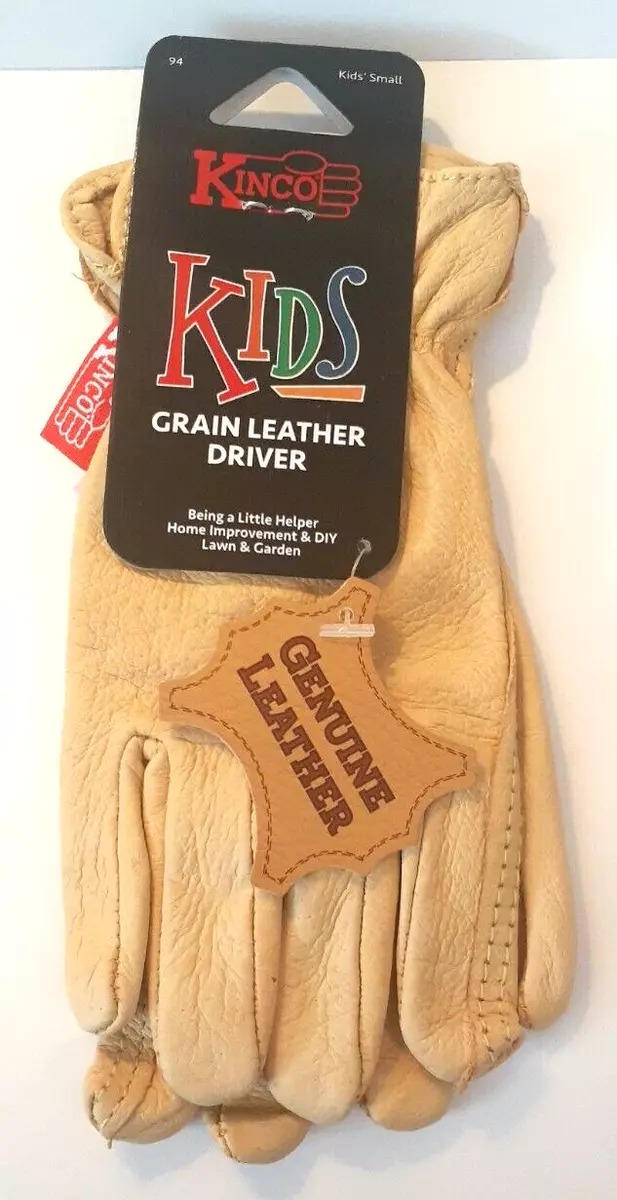 94
Kids' Small
KINCO
KIDS
GRAIN LEATHER
DRIVER
Being a Little Helper
Home Improvement & DIY
Lawn & Garden
KINCO
GENUINE
LEATHER